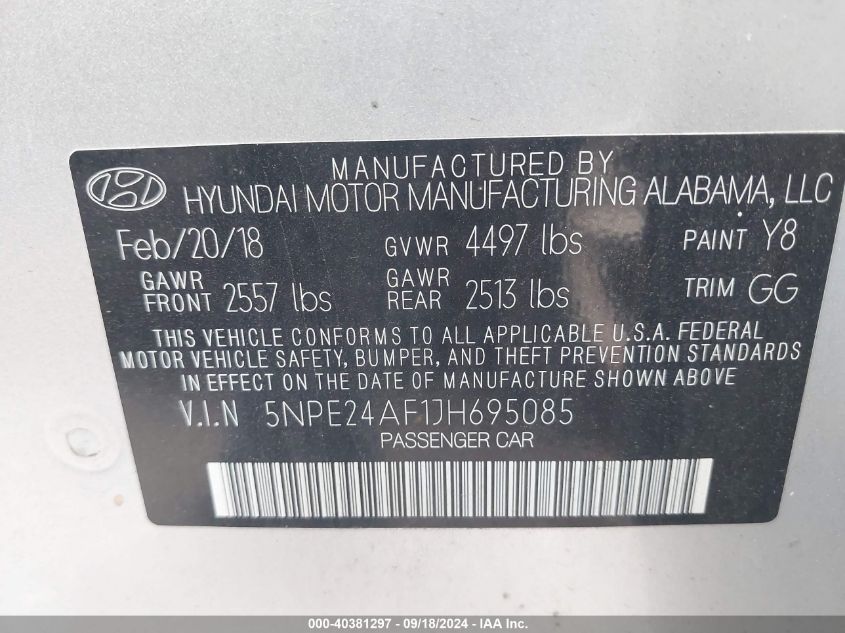 MANUFACTURED BY
HYUNDAI MOTOR MANUFACTURING ALABAMA, LLC
Feb/20/18 GVWR 4497 lbs PAINT Y8
GAWR FRONT 2557 lbs GAWR REAR 2513 lbs TRIM GG
THIS VEHICLE CONFORMS TO ALL APPLICABLE U.S.A. FEDERAL
MOTOR VEHICLE SAFETY, BUMPER, AND THEFT PREVENTION STANDARDS
IN EFFECT ON THE DATE OF MANUFACTURE SHOWN ABOVE
V.I.N 5NPE24AF1JH695085
PASSENGER CAR
000-40381297 - 09/18/2024 - IAA Inc.